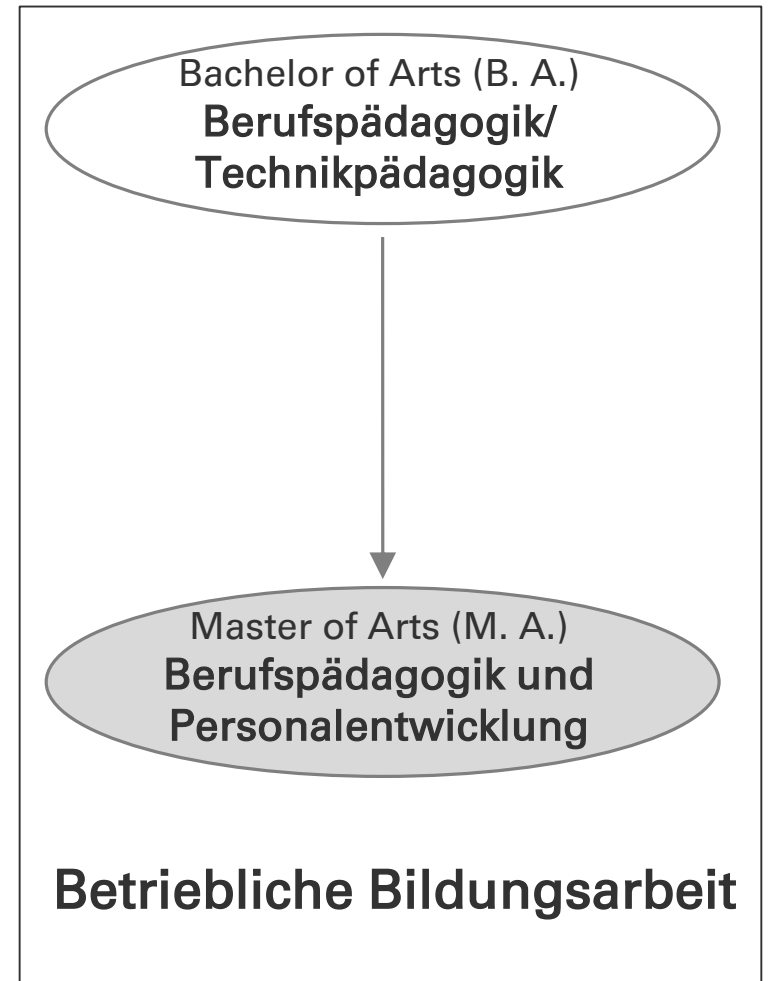 Bachelor of Arts (B. A.)
Berufspädagogik/
Technikpädagogik
Master of Arts (M. A.)
Berufspädagogik und
Personalentwicklung
Betriebliche Bildungsarbeit